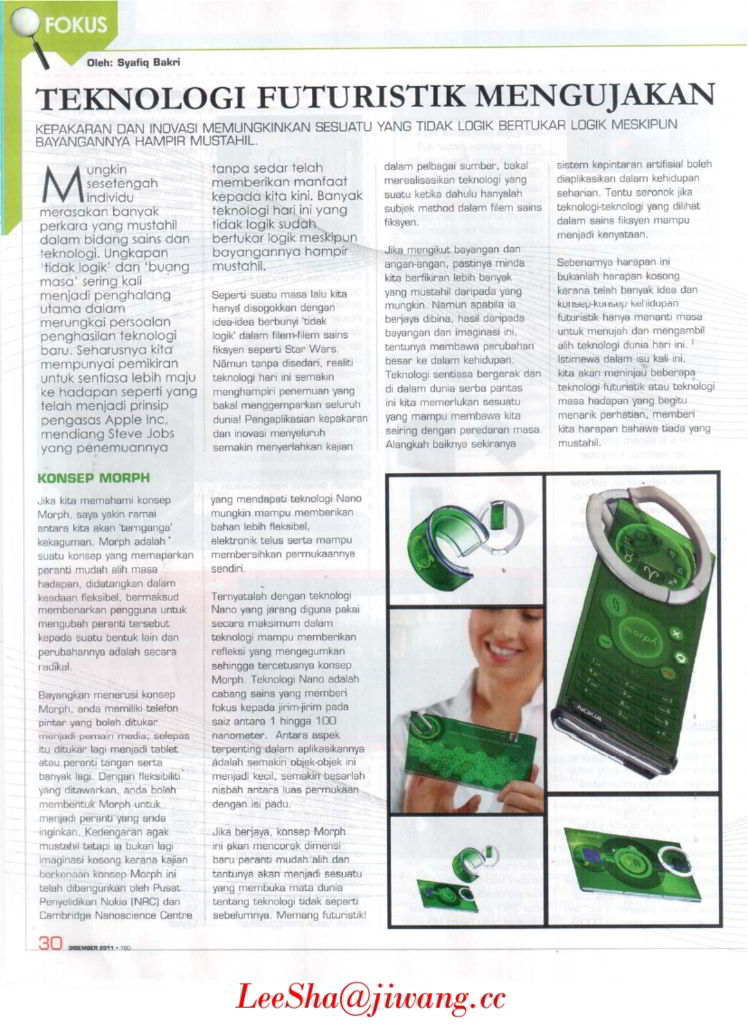 FOKUS
Oleh: Syafiq Bakri
TEKNOLOGI FUTURISTIK MENGUJAKAN
KEPAKARAN DAN INOVASI MEMUNGKINKAN SESUATU YANG TIDAK LOGIK BERTUKAR LOGIK MESKIPUN
BAYANGANNYA HAMPIR MUSTAHIL.
Mungkin
sesetengah
individu
merasakan banyak
perkara yang mustahil
dalam bidang sains dan
teknologi. Ungkapan
'tidak logik' dan 'buang
masa' sering kali
menjadi penghalang
utama dalam
merungkai persoalan
penghasilan teknologi
baru. Seharusnya kita
mempunyai pemikiran
untuk sentiasa lebih maju
ke hadapan seperti yang
telah menjadi prinsip
pengasas Apple Inc,
mendiang Steve Jobs
yang penemuannya
tanpa sedar telah
memberikan manfaat
kepada kita kini. Banyak
teknologi hari ini yang
tidak logik sudah
bertukar logik meskipun
bayangannya hampir
mustahil.
Seperti suatu masa lalu kita
hanya disogokkan dengan
idea-idea berbunyi 'tidak
logik' dalam filem-filem sains
fiksyen seperti Star Wars.
Namun tanpa disedari, realiti
teknologi hari ini semakin
menghampiri penemuan yang
bakal menggemparkan seluruh
dunia! Pengaplikasian kepakaran
dan inovasi menyeluruh
semakin menyerlahkan kajian
dalam pelbagai sumber, bakal
merealisasikan teknologi yang
suatu ketika dahulu hanyalah
subjek method dalam filem sains
fiksyen.
Jika mengikut bayangan dan
angan-angan, pastinya minda
kita berfikiran lebih banyak
yang mustahil daripada yang
mungkin. Namun apabila ia
berjaya dibina, hasil daripada
bayangan dan imaginasi ini,
tentunya membawa perubahan
besar ke dalam kehidupan.
Teknologi sentiasa bergerak dan
di dalam dunia serba pantas
ini kita memerlukan sesuatu
yang mampu membawa kita
seiring dengan peredaran masa.
Alangkah baiknya sekiranya
sistem kepintaran artifisial boleh
diaplikasikan dalam kehidupan
seharian. Tentu seronok jika
teknologi-teknologi yang dilihat
dalam sains fiksyen mampu
menjadi kenyataan.
Sebenarnya harapan ini
bukanlah harapan kosong
kerana telah banyak idea dan
konsep-konsep kehidupan
futuristik hanya menanti masa
untuk menujah dan mengambil
alih teknologi dunia hari ini.
Istimewa dalam isu kali ini,
kita akan meninjau beberapa
teknologi futuristik atau teknologi
masa hadapan yang begitu
menarik perhatian, memberi
kita harapan bahawa tiada yang
mustahil.
KONSEP MORPH
Jika kita memahami konsep
Morph, saya yakin ramai
antara kita akan 'ternganga'
kekaguman. Morph adalah
suatu konsep yang memaparkan
peranti mudah alih masa
hadapan, didatangkan dalam
keadaan fleksibel, bermaksud
membenarkan pengguna untuk
mengubah peranti tersebut
kepada suatu bentuk lain dan
perubahannya adalah secara
radikal.
Bayangkan menerusi konsep
Morph, anda memiliki telefon
pintar yang boleh ditukar
menjadi pemain media, selepas
itu ditukar lagi menjadi tablet
atau peranti tangan serta
banyak lagi. Dengan fleksibiliti
yang ditawarkan, anda boleh
membentuk Morph untuk
menjadi peranti yang anda
inginkan. Kedengaran agak
mustahil tetapi ia bukan lagi
imaginasi kosong kerana kajian
berkenaan konsep Morph ini
telah dibangunkan oleh Pusat
Penyelidikan Nokia (NRC) dan
Cambridge Nanoscience Centre
yang mendapati teknologi Nano
mungkin mampu memberikan
bahan lebih fleksibel,
elektronik telus serta mampu
membersihkan permukaannya
sendiri.
Ternyatalah dengan teknologi
Nano yang jarang diguna pakai
secara maksimum dalam
teknologi mampu memberikan
refleksi yang mengagumkan
sehingga tercetusnya konsep
Morph. Teknologi Nano adalah
cabang sains yang memberi
fokus kepada jirim-jirim pada
saiz antara 1 hingga 100
nanometer. Antara aspek
terpenting dalam aplikasikannya
adalah semakin objek-objek ini
menjadi kecil, semakin besarlah
nisbah antara luas permukaan
dengan isi padu.
Jika berjaya, konsep Morph
ini akan mencorak dimensi
baru peranti mudah alih dan
tentunya akan menjadi sesuatu
yang membuka mata dunia
tentang teknologi tidak seperti
sebelumnya. Memang futuristik!
NOKIA
30 DISEMBER 2011
LeeSha@jiwang.cc